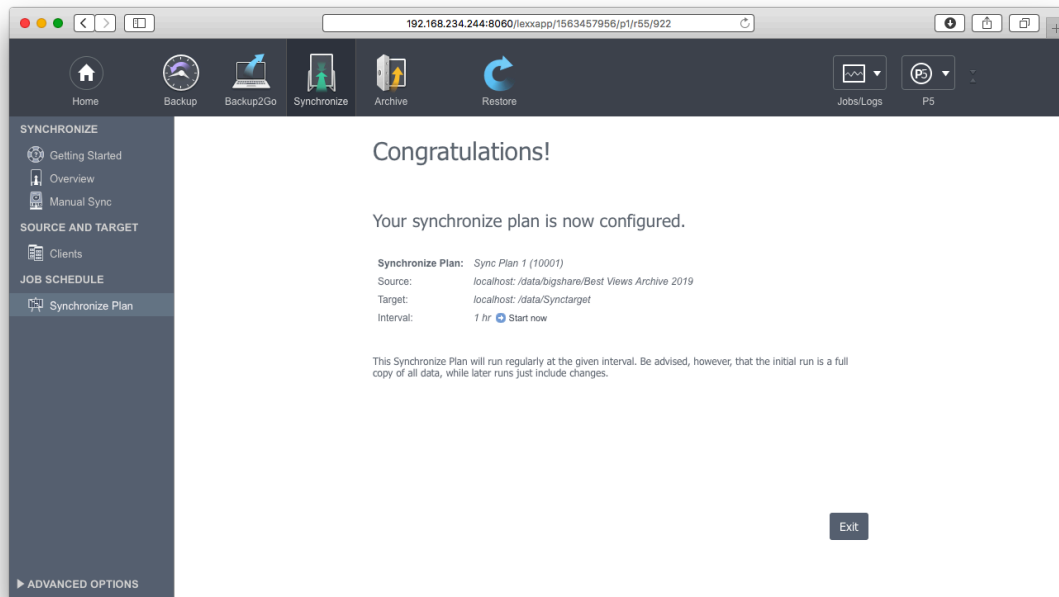 192.168.234.244:8060/lexxapp/1563457956/p1/r55/922
Home
Backup
Backup2Go
Synchronize
Archive
Restore
Jobs/Logs
P5
P5
SYNCHRONIZE
Getting Started
Overview
Manual Sync
SOURCE AND TARGET
Clients
JOB SCHEDULE
Synchronize Plan
ADVANCED OPTIONS
Congratulations!
Your synchronize plan is now configured.
Synchronize Plan: Sync Plan 1 (10001)
Source: localhost: /data/bigshare/Best Views Archive 2019
Target: localhost: /data/Synctarget
Interval: 1 hr Start now
This Synchronize Plan will run regularly at the given interval. Be advised, however, that the initial run is a full
copy of all data, while later runs just include changes.
Exit